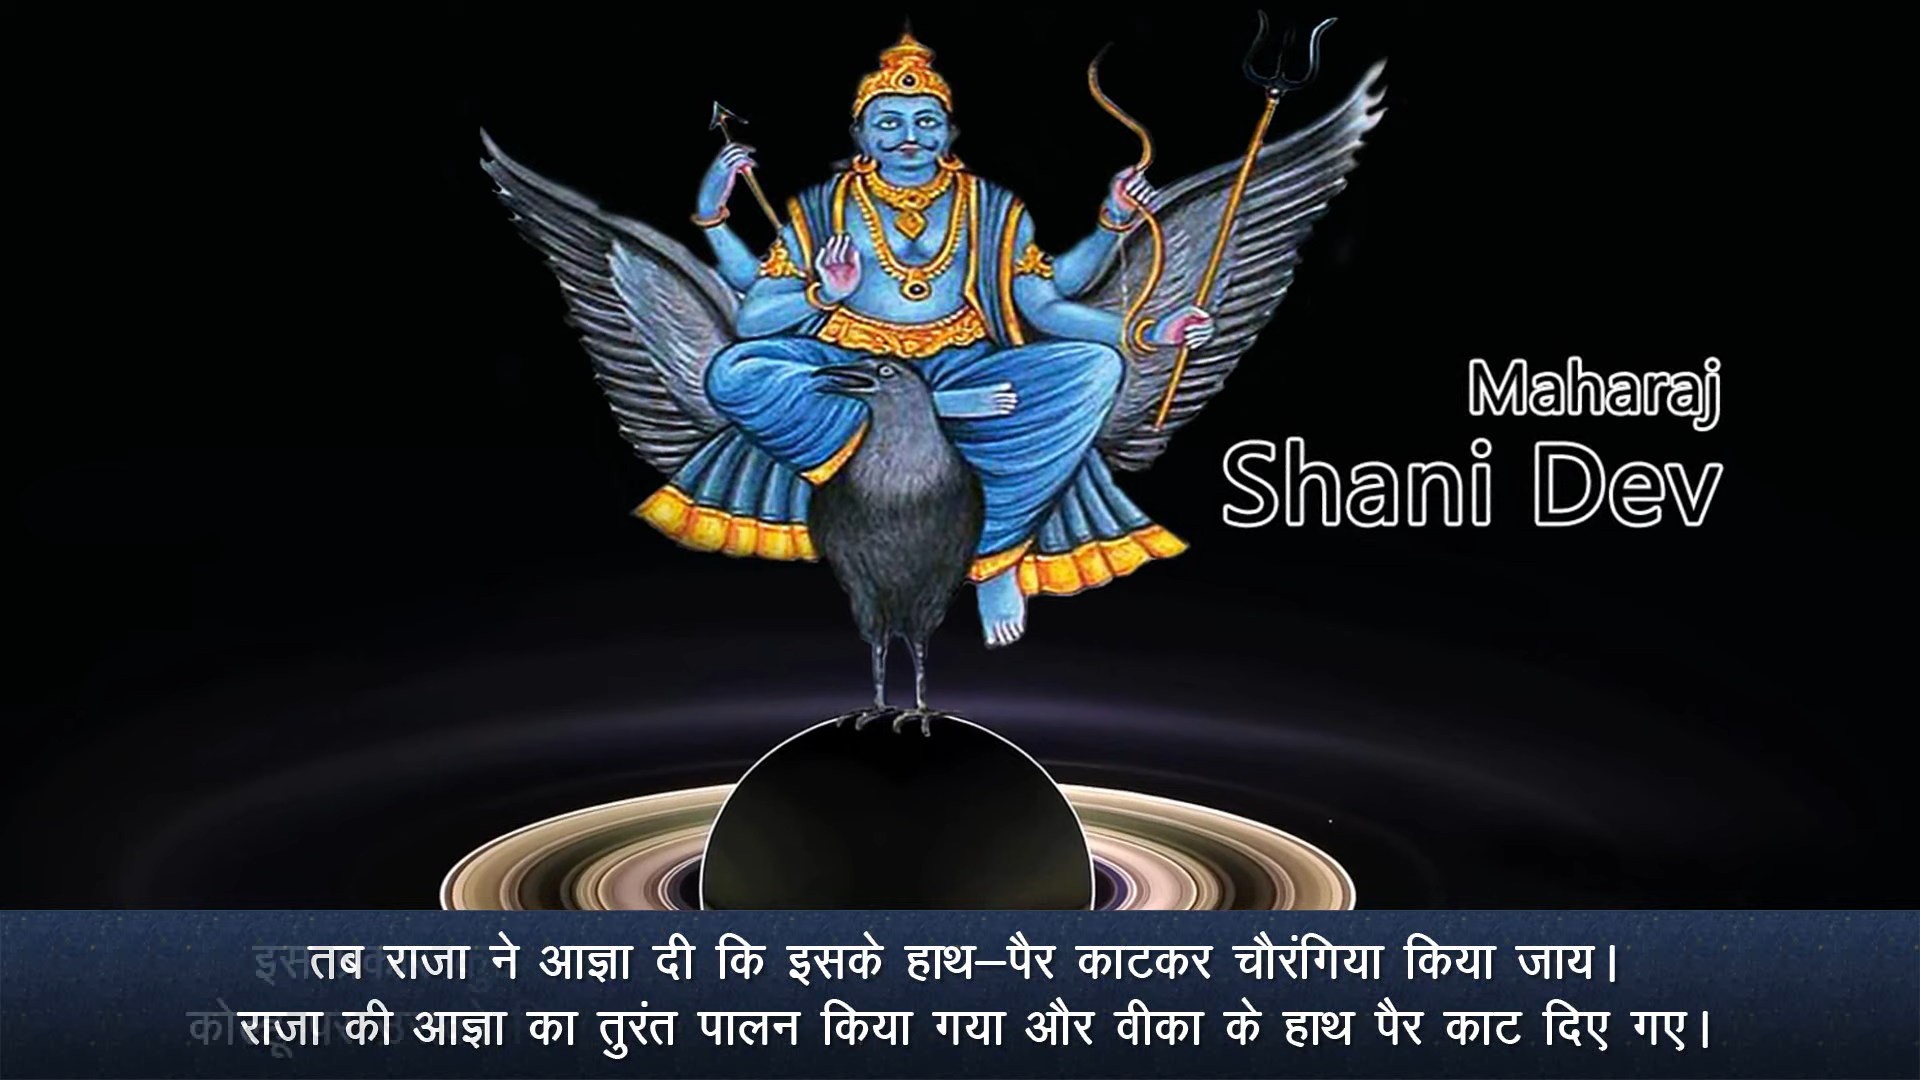 Maharaj
Shani Dev
तब राजा ने आज्ञा दी कि इसके हाथ–पैर काटकर चौरंगिया किया जाय।
राजा की आज्ञा का तुरंत पालन किया गया और वीका के हाथ पैर काट दिए गए।